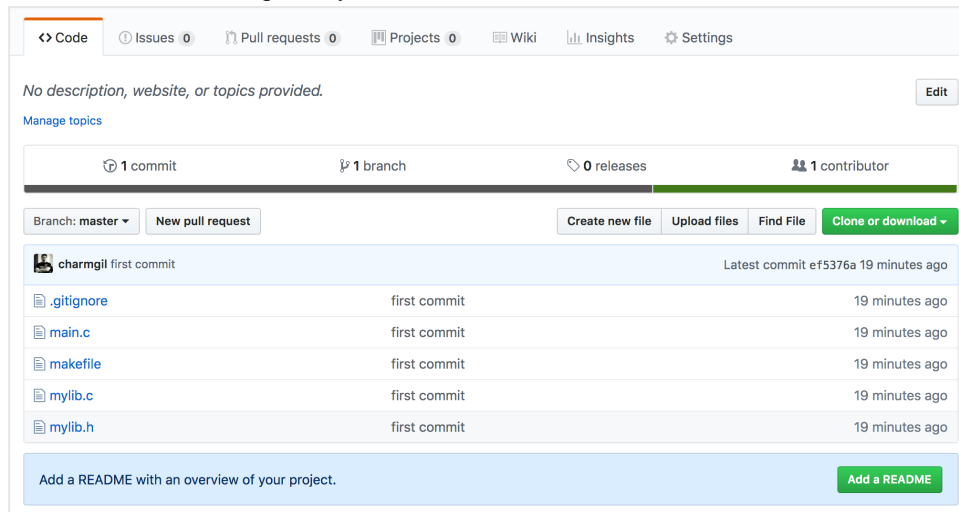 <> Code Issues 0 Pull requests 0 Projects 0 Wiki Insights Settings
No description, website, or topics provided. Edit
Manage topics
1 commit 1 branch 0 releases 1 contributor
Branch: master New pull request Create new file Upload files Find File Clone or download
charmgil first commit Latest commit ef5376a 19 minutes ago
.gitignore first commit 19 minutes ago
main.c first commit 19 minutes ago
makefile first commit 19 minutes ago
mylib.c first commit 19 minutes ago
mylib.h first commit 19 minutes ago
Add a README with an overview of your project. Add a README